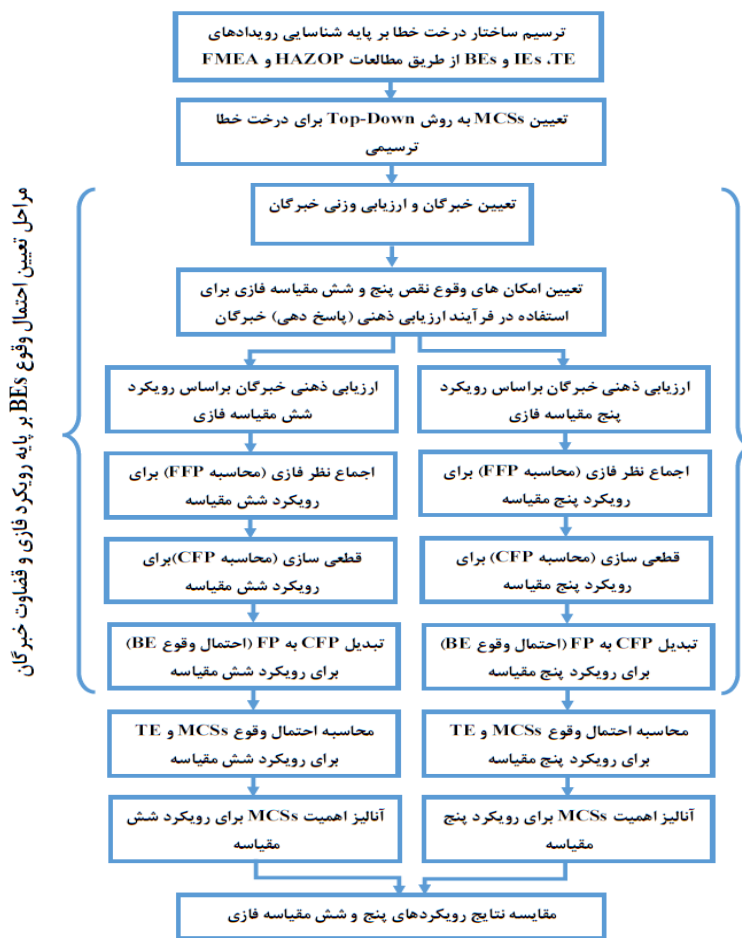 ترسیم ساختار درخت خطا بر پایه شناسایی رویدادهای
TE، IEs و BEs از طریق مطالعات HAZOP و FMEA
تعیین MCSs به روش Top-Down برای درخت خطا
ترسیمی
مراحل تعیین احتمال وقوع BEs بر پایه رویکرد فازی و قضاوت خبرگان
تعیین خبرگان و ارزیابی وزنی خبرگان
تعیین امکان های وقوع نقص پنج و شش مقیاسه فازی برای
استفاده در فرآیند ارزیابی ذهنی (پاسخ دهی) خبرگان
ارزیابی ذهنی خبرگان براساس رویکرد
پنج مقیاسه فازی
ارزیابی ذهنی خبرگان براساس رویکرد
شش مقیاسه فازی
اجماع نظر فازی (محاسبه FFP) برای
رویکرد پنج مقیاسه
اجماع نظر فازی (محاسبه FFP) برای
رویکرد شش مقیاسه
قطعی سازی (محاسبه CFP) برای
رویکرد پنج مقیاسه
قطعی سازی (محاسبه CFP)برای
رویکرد شش مقیاسه
تبدیل CFP به FP (احتمال وقوع BE)
برای رویکرد پنج مقیاسه
تبدیل CFP به FP (احتمال وقوع BE)
برای رویکرد شش مقیاسه
محاسبه احتمال وقوع MCSs و TE
برای رویکرد پنج مقیاسه
محاسبه احتمال وقوع MCSs و TE
برای رویکرد شش مقیاسه
آنالیز اهمیت MCSs برای رویکرد پنج
مقیاسه
آنالیز اهمیت MCSs برای رویکرد شش
مقیاسه
مقایسه نتایج رویکردهای پنج و شش مقیاسه فازی